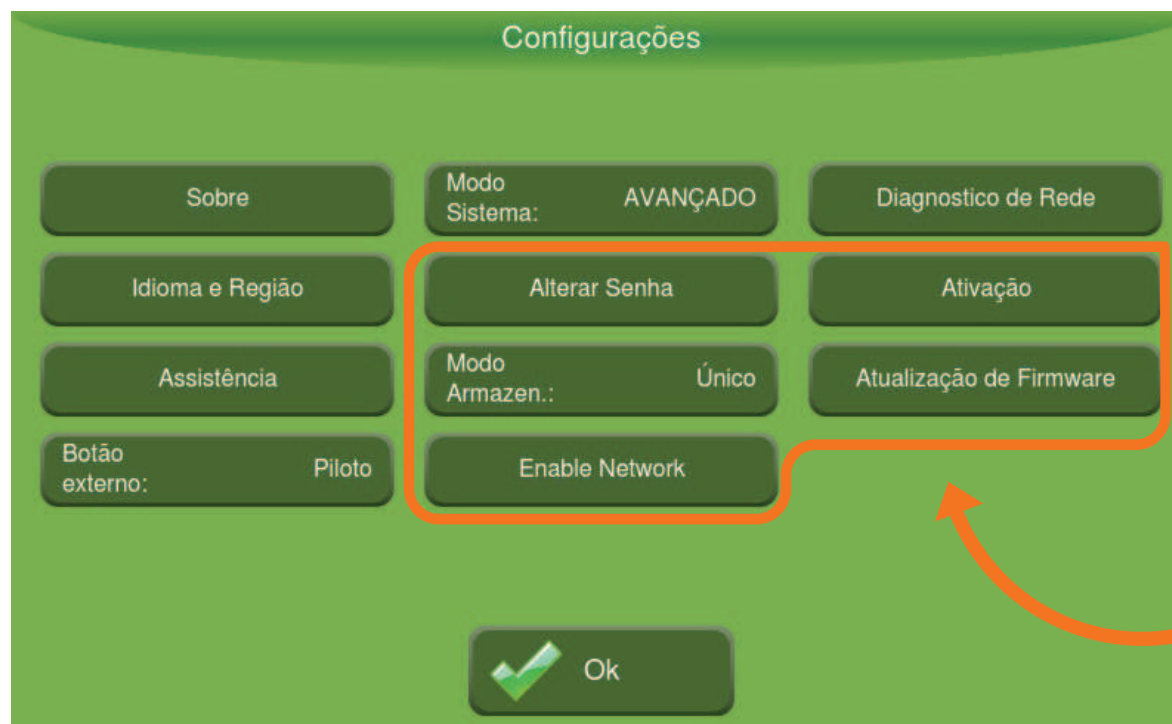 Configurações
Sobre
Modo
Sistema: AVANÇADO
Diagnostico de Rede
Idioma e Região
Alterar Senha
Ativação
Assistência
Modo
Armazen.: Único
Atualização de Firmware
Botão
externo: Piloto
Enable Network
Ok